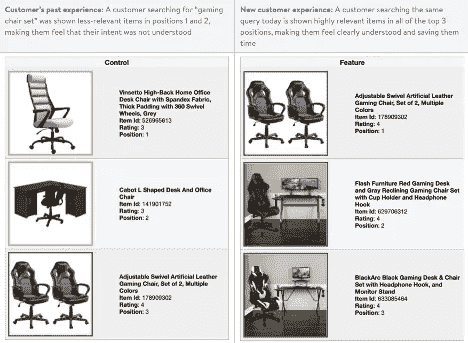 Customer's past experience: A customer searching for "gaming
chair set" was shown less-relevant items in positions 1 and 2,
making them feel that their intent was not understood
New customer experience: A customer searching the same
query today is shown highly relevant items in all of the top 3
positions, making them feel clearly understood and saving them
time
Control
Vinsetto High-Back Home Office
Desk Chair with Spandex Fabric,
Thick Padding with 360 Swivel
Wheels, Grey
Item Id: 526965613
Rating: 3
Position: 1
Cabot L Shaped Desk And Office
Chair
Item Id: 141901752
Rating: 3
Position: 2
Adjustable Swivel Artificial Leather
Gaming Chair, Set of 2, Multiple
Colors
Item Id: 178909302
Rating: 4
Position: 3
Feature
Adjustable Swivel Artificial Leather
Gaming Chair, Set of 2, Multiple
Colors
Item Id: 178909302
Rating: 4
Position: 1
Flash Furniture Red Gaming Desk
and Gray Reclining Gaming Chair Set
with Cup Holder and Headphone
Hook
Item Id: 629706312
Rating: 4
Position: 2
BlackArc Black Gaming Desk & Chair
Set with Headphone Hook, and
Monitor Stand
Item Id: 833085464
Rating: 4
Position: 3